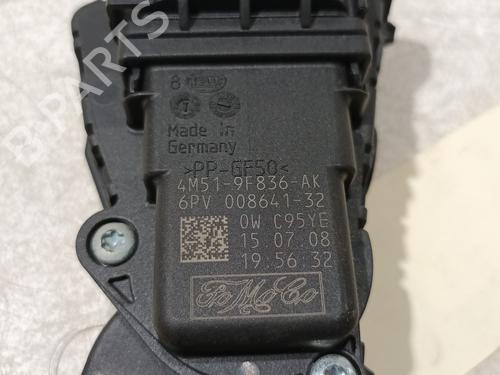 8
Made in
Germany
>PP-GF50<
4M51-9F836-AK
6PV 008641-32
0W C95YE
15.07.08
19:56:32
FoMoCo
B-PARTS